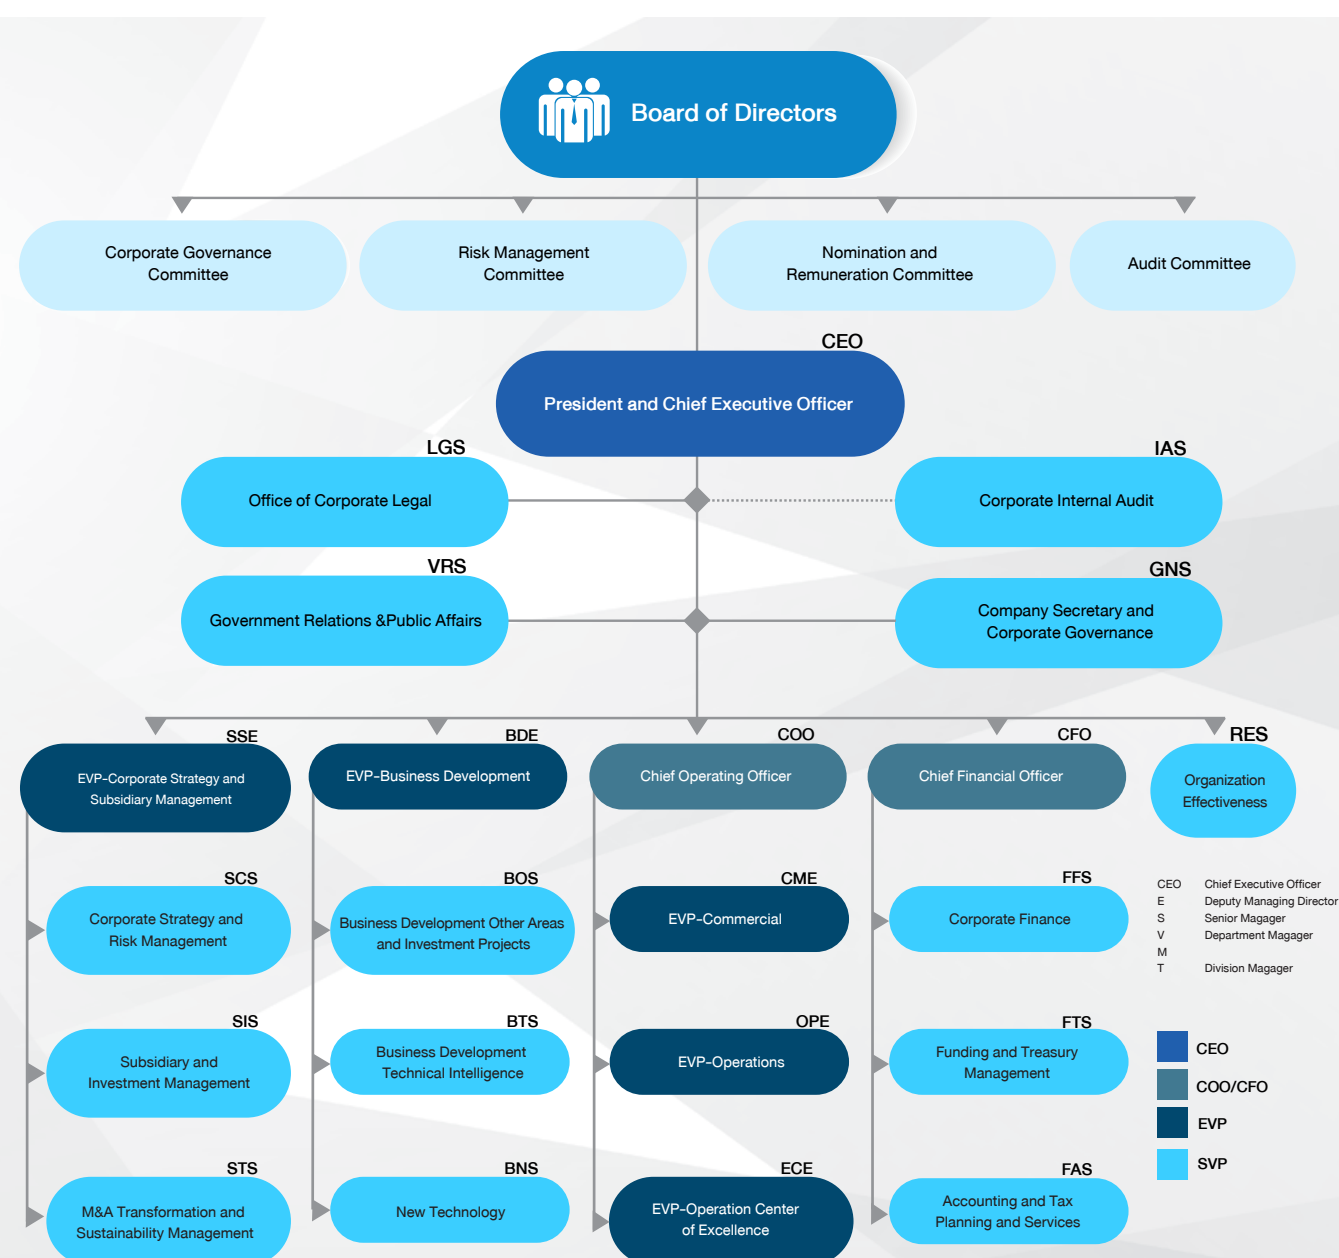 Board of Directors
Corporate Governance
Committee
Risk Management
Committee
Nomination and
Remuneration Committee
Audit Committee
CEO
President and Chief Executive Officer
LGS
Office of Corporate Legal
IAS
Corporate Internal Audit
VRS
Government Relations &Public Affairs
GNS
Company Secretary and
Corporate Governance
SSE
EVP-Corporate Strategy and
Subsidiary Management
BDE
EVP-Business Development
COO
Chief Operating Officer
CFO
Chief Financial Officer
RES
Organization
Effectiveness
SCS
Corporate Strategy and
Risk Management
BOS
Business Development Other Areas
and Investment Projects
CME
EVP-Commercial
FFS
Corporate Finance
CEO Chief Executive Officer
E Deputy Managing Director
S Senior Magager
V Department Magager
M
T Division Magager
SIS
Subsidiary and
Investment Management
BTS
Business Development
Technical Intelligence
OPE
EVP-Operations
FTS
Funding and Treasury
Management
CEO
COO/CFO
EVP
SVP
STS
M&A Transformation and
Sustainability Management
BNS
New Technology
ECE
EVP-Operation Center
of Excellence
FAS
Accounting and Tax
Planning and Services